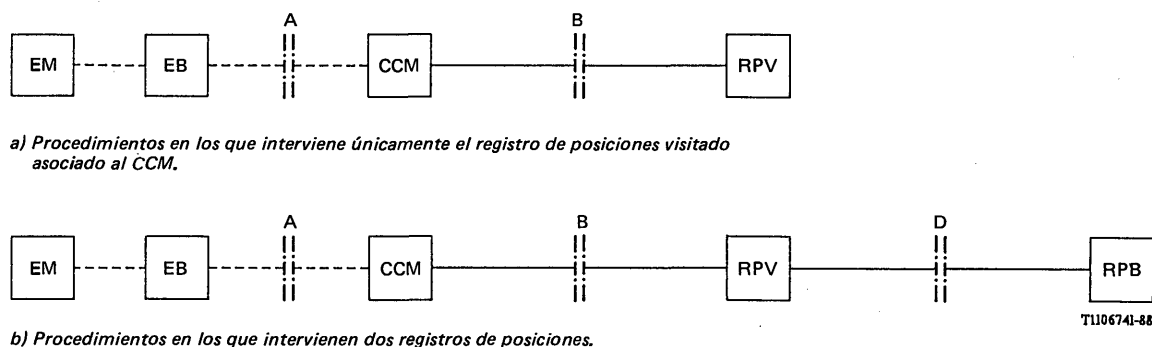 A
B
EM
EB
CCM
RPV
a) Procedimientos en los que interviene únicamente el registro de posiciones visitado
asociado al CCM.
A
B
D
EM
EB
CCM
RPV
RPB
T1106741-88
b) Procedimientos en los que intervienen dos registros de posiciones.